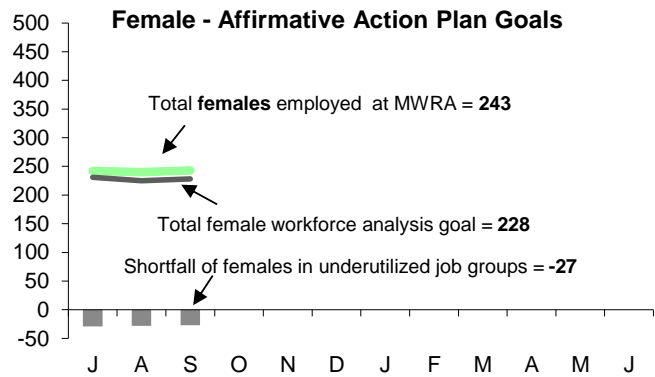 Female - Affirmative Action Plan Goals
500
450
400
350
300
250
200
150
100
50
0
-50
Total females employed at MWRA = 243
Total female workforce analysis goal = 228
Shortfall of females in underutilized job groups = -27
J A S O N D J F M A M J